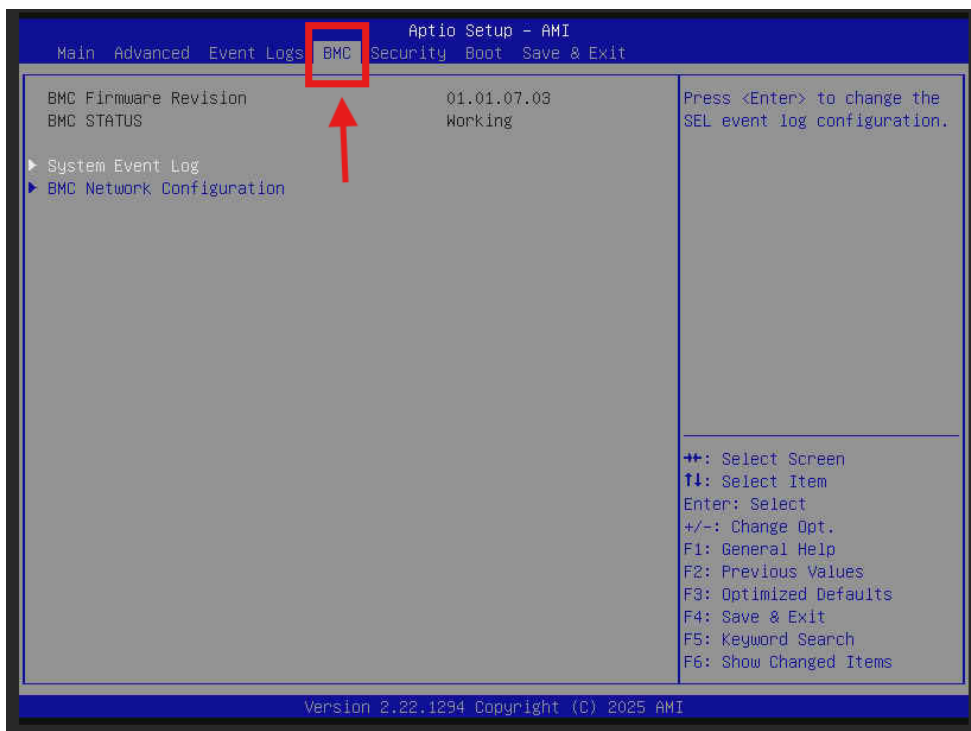 Aptio Setup - AMI
Main Advanced Event Logs BMC Security Boot Save & Exit
BMC Firmware Revision 01.01.07.03
BMC STATUS Working
System Event Log
BMC Network Configuration
Press <Enter> to change the
SEL event log configuration.
→←: Select Screen
↑↓: Select Item
Enter: Select
+/-: Change Opt.
F1: General Help
F2: Previous Values
F3: Optimized Defaults
F4: Save & Exit
F5: Keyword Search
F6: Show Changed Items
Version 2.22.1294 Copyright (C) 2025 AMI